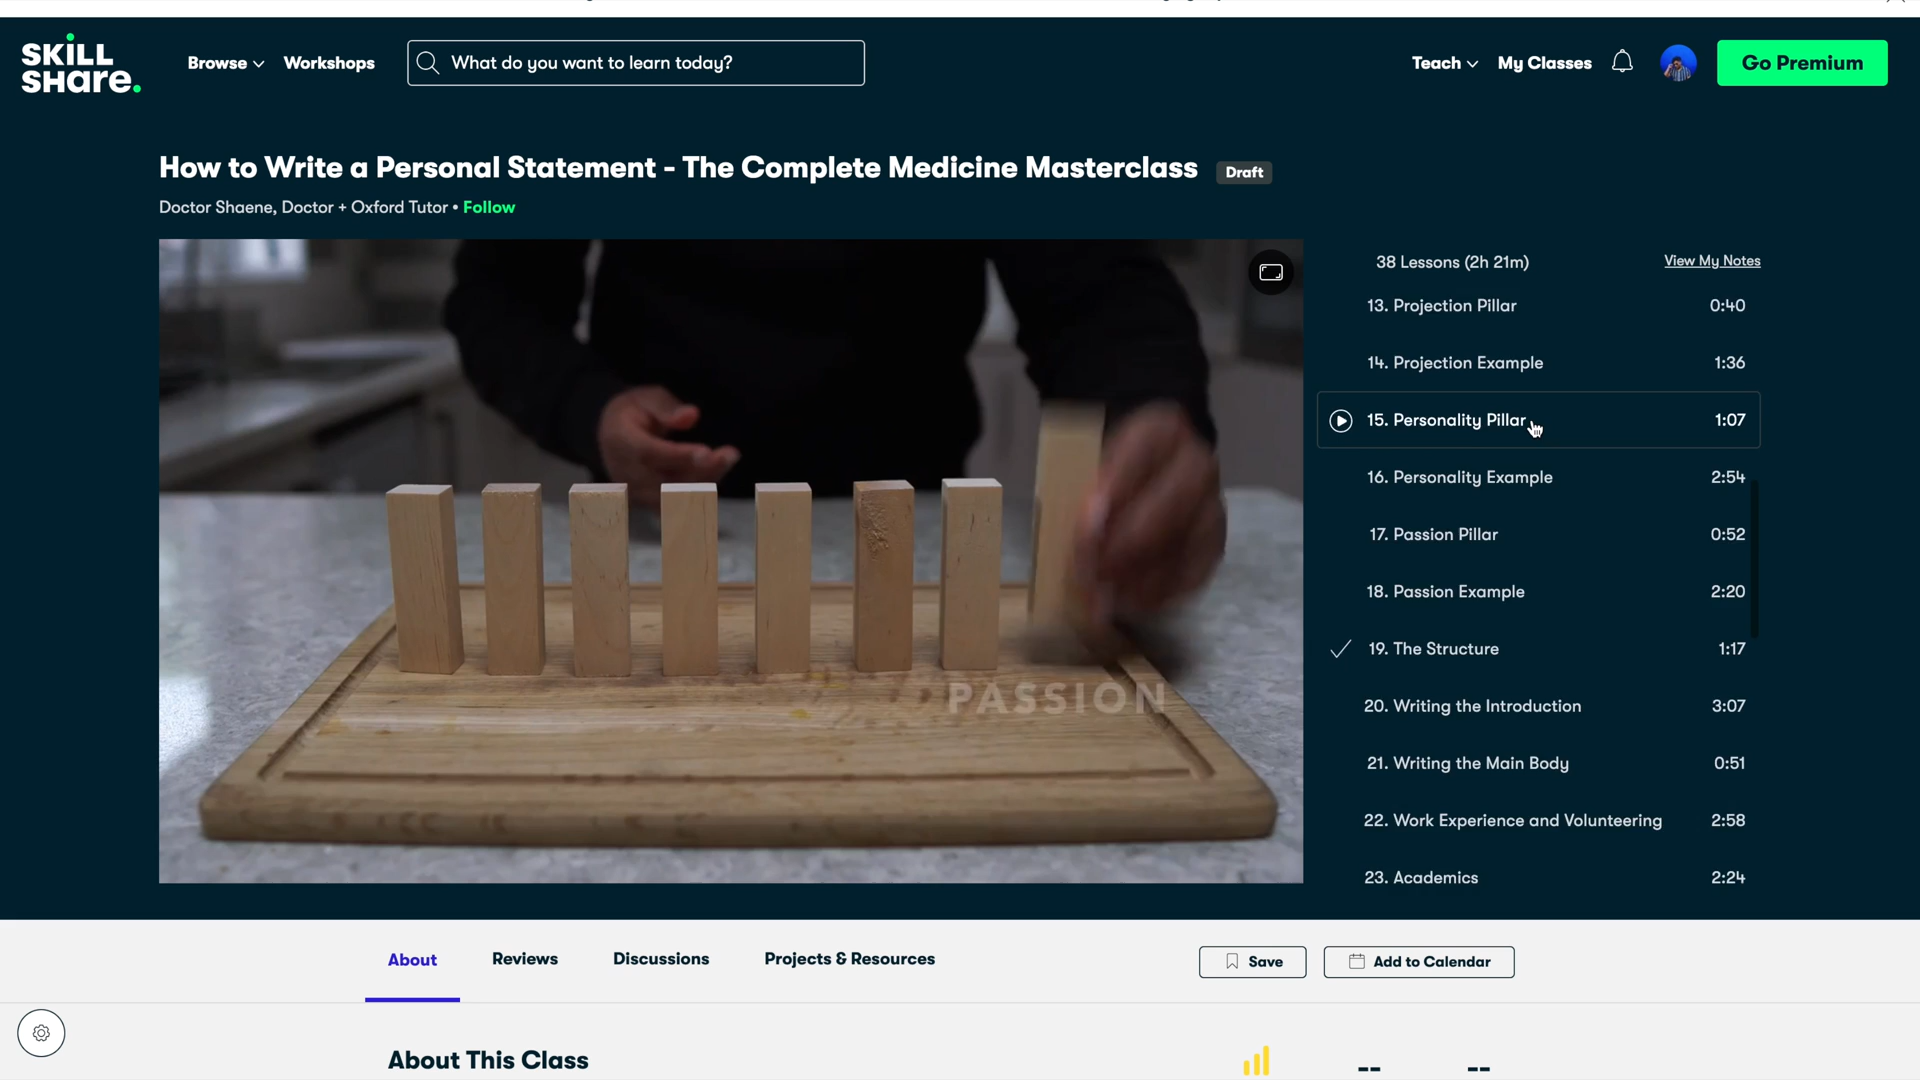 SKILL
SHare.
Browse
Workshops
What do you want to learn today?
Teach
My Classes
Go Premium
How to Write a Personal Statement - The Complete Medicine Masterclass
Draft
Doctor Shaene, Doctor + Oxford Tutor • Follow
38 Lessons (2h 21m)
View My Notes
13. Projection Pillar 0:40
14. Projection Example 1:36
15. Personality Pillar 1:07
16. Personality Example 2:54
17. Passion Pillar 0:52
18. Passion Example 2:20
19. The Structure 1:17
20. Writing the Introduction 3:07
21. Writing the Main Body 0:51
22. Work Experience and Volunteering 2:58
23. Academics 2:24
PASSION
About
Reviews
Discussions
Projects & Resources
Save
Add to Calendar
About This Class
--
--